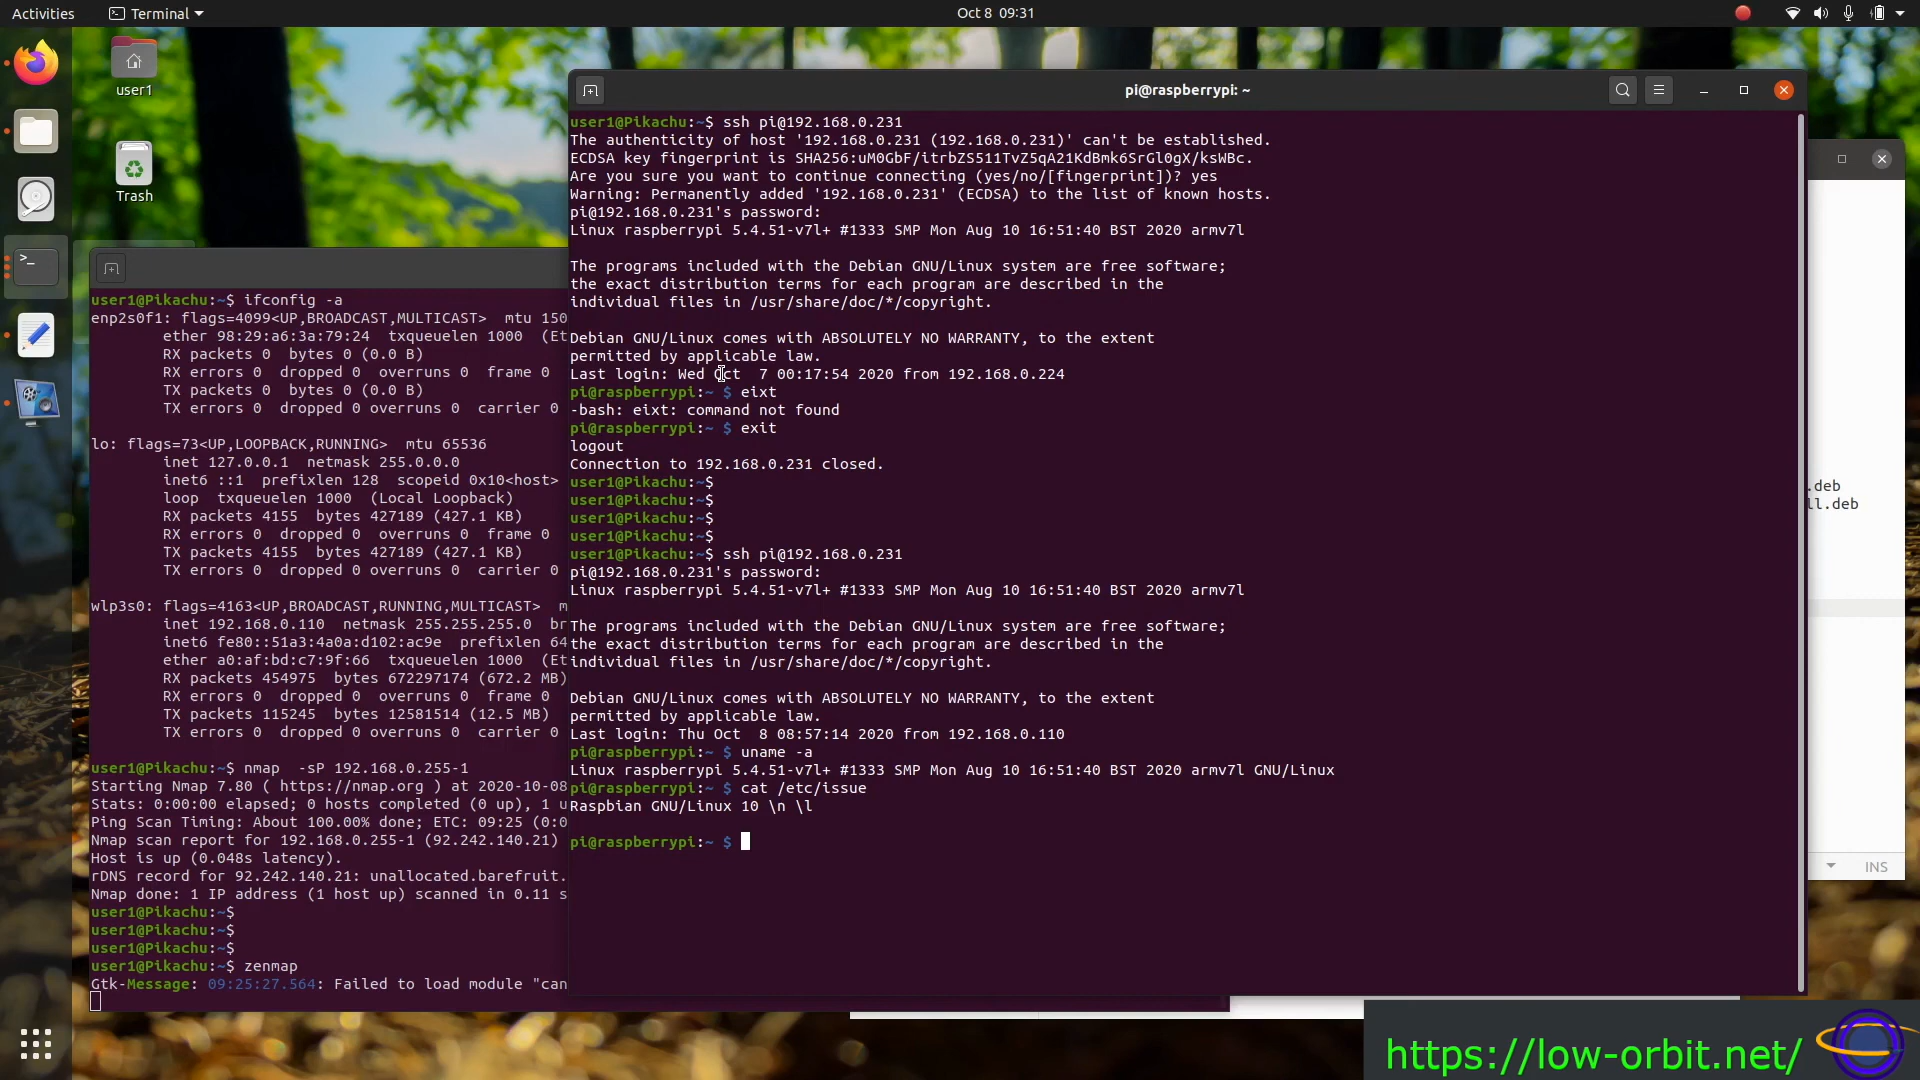 Activities
Terminal
Oct 8 09:31
user1
Trash
user1@Pikachu:~$ ifconfig -a
enp2s0f1: flags=4099<UP,BROADCAST,MULTICAST> mtu 150
ether 98:29:a6:3a:79:24 txqueuelen 1000 (Et
RX packets 0 bytes 0 (0.0 B)
RX errors 0 dropped 0 overruns 0 frame 0
TX packets 0 bytes 0 (0.0 B)
TX errors 0 dropped 0 overruns 0 carrier 0
lo: flags=73<UP,LOOPBACK,RUNNING> mtu 65536
inet 127.0.0.1 netmask 255.0.0.0
inet6 ::1 prefixlen 128 scopeid 0x10<host>
loop txqueuelen 1000 (Local Loopback)
RX packets 4155 bytes 427189 (427.1 KB)
RX errors 0 dropped 0 overruns 0 frame 0
TX packets 4155 bytes 427189 (427.1 KB)
TX errors 0 dropped 0 overruns 0 carrier 0
wlp3s0: flags=4163<UP,BROADCAST,RUNNING,MULTICAST> m
inet 192.168.0.110 netmask 255.255.255.0 br
inet6 fe80::51a3:4a0a:d102:ac9e prefixlen 64
ether a0:af:bd:c7:9f:66 txqueuelen 1000 (Et
RX packets 454975 bytes 672297174 (672.2 MB)
RX errors 0 dropped 0 overruns 0 frame 0
TX packets 115245 bytes 12581514 (12.5 MB)
TX errors 0 dropped 0 overruns 0 carrier 0
user1@Pikachu:~$ nmap -sP 192.168.0.255-1
Starting Nmap 7.80 ( https://nmap.org ) at 2020-10-08
Stats: 0:00:00 elapsed; 0 hosts completed (0 up), 1 u
Ping Scan Timing: About 100.00% done; ETC: 09:25 (0:0
Nmap scan report for 192.168.0.255-1 (92.242.140.21)
Host is up (0.048s latency).
rDNS record for 92.242.140.21: unallocated.barefruit.
Nmap done: 1 IP address (1 host up) scanned in 0.11 s
user1@Pikachu:~$
user1@Pikachu:~$
user1@Pikachu:~$
user1@Pikachu:~$ zenmap
Gtk-Message: 09:25:27.564: Failed to load module "can
pi@raspberrypi: ~
user1@Pikachu:~$ ssh pi@192.168.0.231
The authenticity of host '192.168.0.231 (192.168.0.231)' can't be established.
ECDSA key fingerprint is SHA256:uM0GbF/itrbZS511TvZ5qA21KdBmk6SrGl0gX/ksWBc.
Are you sure you want to continue connecting (yes/no/[fingerprint])? yes
Warning: Permanently added '192.168.0.231' (ECDSA) to the list of known hosts.
pi@192.168.0.231's password:
Linux raspberrypi 5.4.51-v7l+ #1333 SMP Mon Aug 10 16:51:40 BST 2020 armv7l
The programs included with the Debian GNU/Linux system are free software;
the exact distribution terms for each program are described in the
individual files in /usr/share/doc/*/copyright.
Debian GNU/Linux comes with ABSOLUTELY NO WARRANTY, to the extent
permitted by applicable law.
Last login: Wed Oct 7 00:17:54 2020 from 192.168.0.224
pi@raspberrypi:~ $ eixt
-bash: eixt: command not found
pi@raspberrypi:~ $ exit
logout
Connection to 192.168.0.231 closed.
user1@Pikachu:~$
user1@Pikachu:~$
user1@Pikachu:~$
user1@Pikachu:~$
user1@Pikachu:~$ ssh pi@192.168.0.231
pi@192.168.0.231's password:
Linux raspberrypi 5.4.51-v7l+ #1333 SMP Mon Aug 10 16:51:40 BST 2020 armv7l
The programs included with the Debian GNU/Linux system are free software;
the exact distribution terms for each program are described in the
individual files in /usr/share/doc/*/copyright.
Debian GNU/Linux comes with ABSOLUTELY NO WARRANTY, to the extent
permitted by applicable law.
Last login: Thu Oct 8 08:57:14 2020 from 192.168.0.110
pi@raspberrypi:~ $ uname -a
Linux raspberrypi 5.4.51-v7l+ #1333 SMP Mon Aug 10 16:51:40 BST 2020 armv7l GNU/Linux
pi@raspberrypi:~ $ cat /etc/issue
Raspbian GNU/Linux 10 \n \l
pi@raspberrypi:~ $
.deb
ll.deb
INS
https://low-orbit.net/